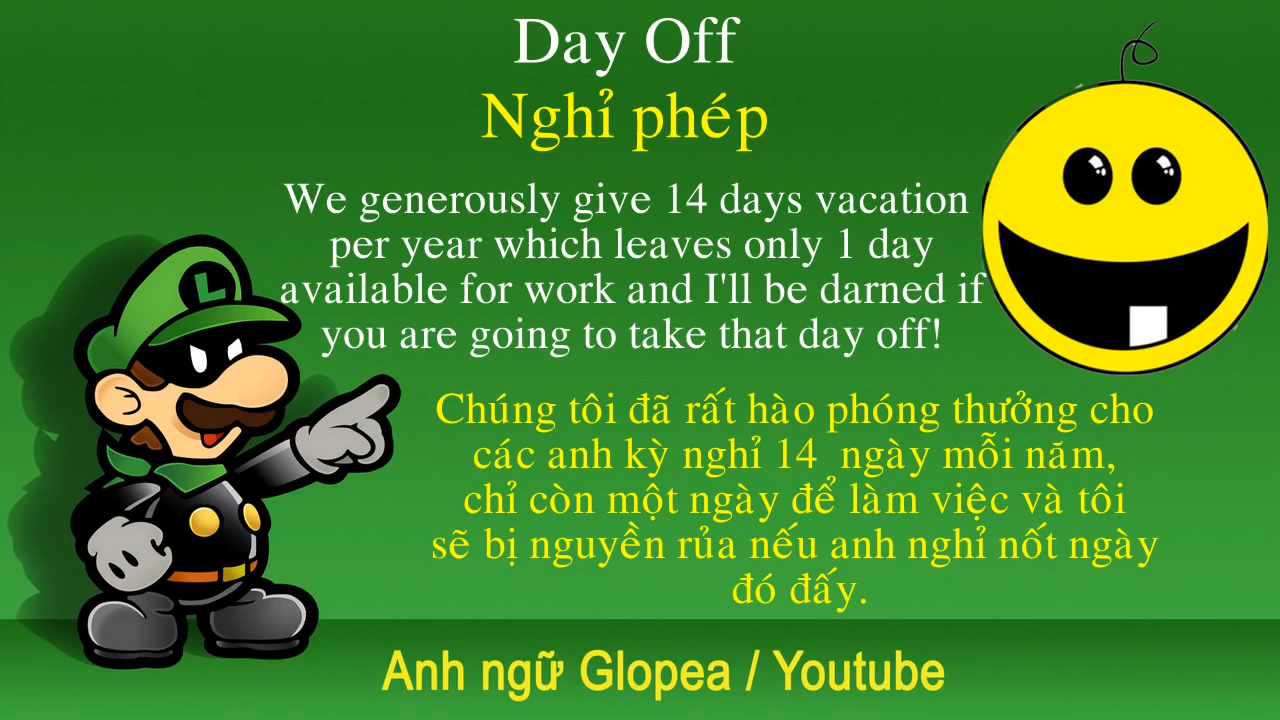 Day Off
Nghỉ phép
We generously give 14 days vacation
per year which leaves only 1 day
available for work and I'll be darned if
you are going to take that day off!
Chúng tôi đã rất hào phóng thưởng cho
các anh kỳ nghỉ 14 ngày mỗi năm,
chỉ còn một ngày để làm việc và tôi
sẽ bị nguyền rủa nếu anh nghỉ nốt ngày
đó đấy.
L
Anh ngữ Glopea / Youtube